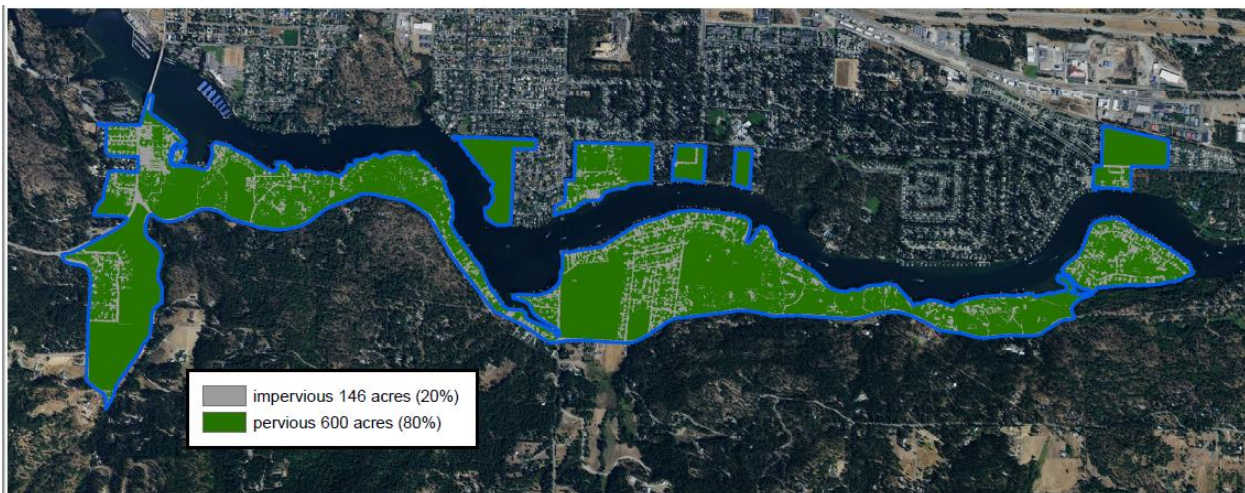 impervious 146 acres (20%)
pervious 600 acres (80%)